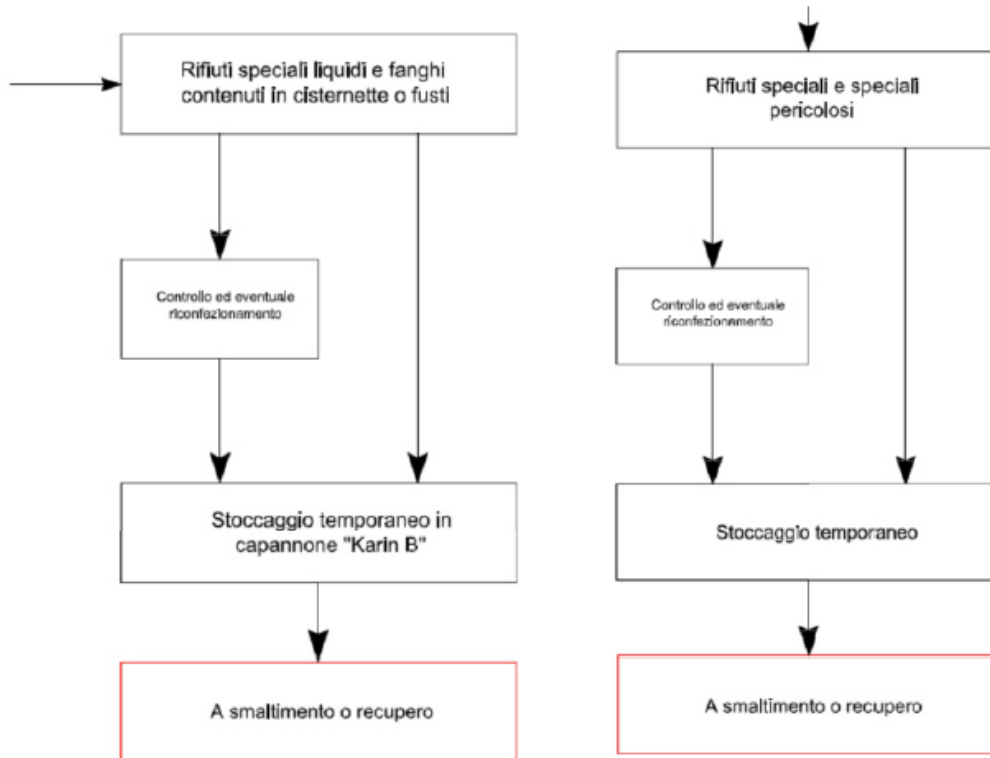 Rifiuti speciali liquidi e fanghi
contenuti in cisternette o fusti
Controllo ed eventuale
riconfezionamento
Stoccaggio temporaneo in
capannone "Karin B"
A smaltimento o recupero
Rifiuti speciali e speciali
pericolosi
Controllo ed eventuale
riconfezionamento
Stoccaggio temporaneo
A smaltimento o recupero